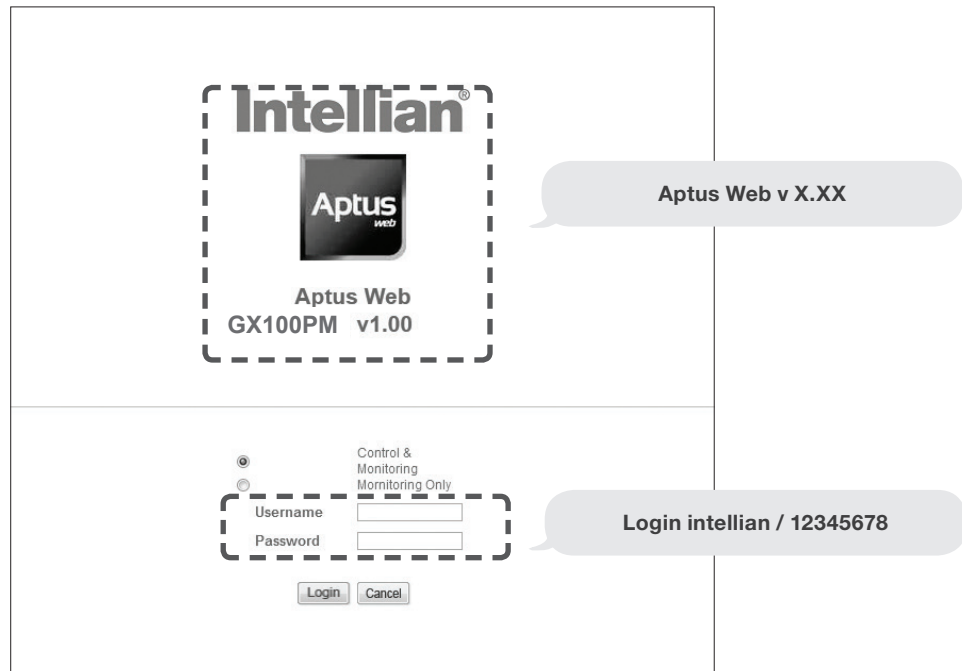 Intellian®
Aptus
web
Aptus Web
GX100PM v1.00
Aptus Web v X.XX
Control &
Monitoring
Mornitoring Only
Username
Password
Login intellian / 12345678
Login Cancel